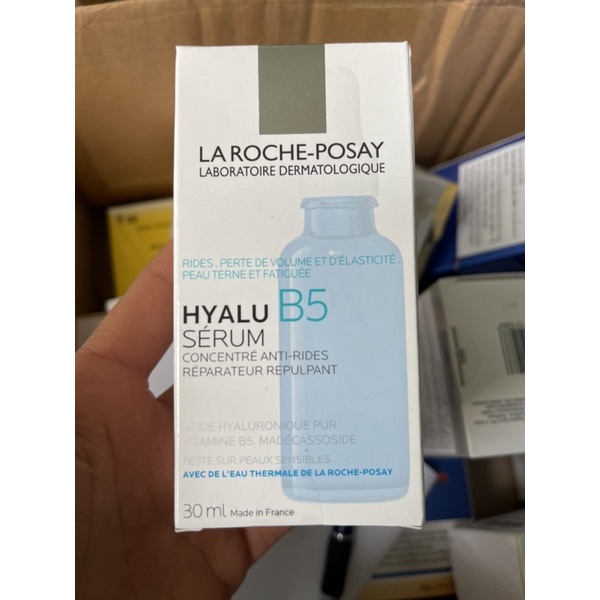 LA ROCHE-POSAY
LABORATOIRE DERMATOLOGIQUE
RIDES . PERTE DE VOLUME ET D'ÉLASTICITÉ .
PEAU TERNE ET FATIGUÉE
HYALU B5
SÉRUM
CONCENTRÉ ANTI-RIDES
RÉPARATEUR REPULPANT
ACIDE HYALURONIQUE PUR
VITAMINE B5. MADÉCASSOSIDE
TESTÉ SUR PEAUX SENSIBLES
AVEC DE L'EAU THERMALE DE LA ROCHE-POSAY
30 ml Made in France